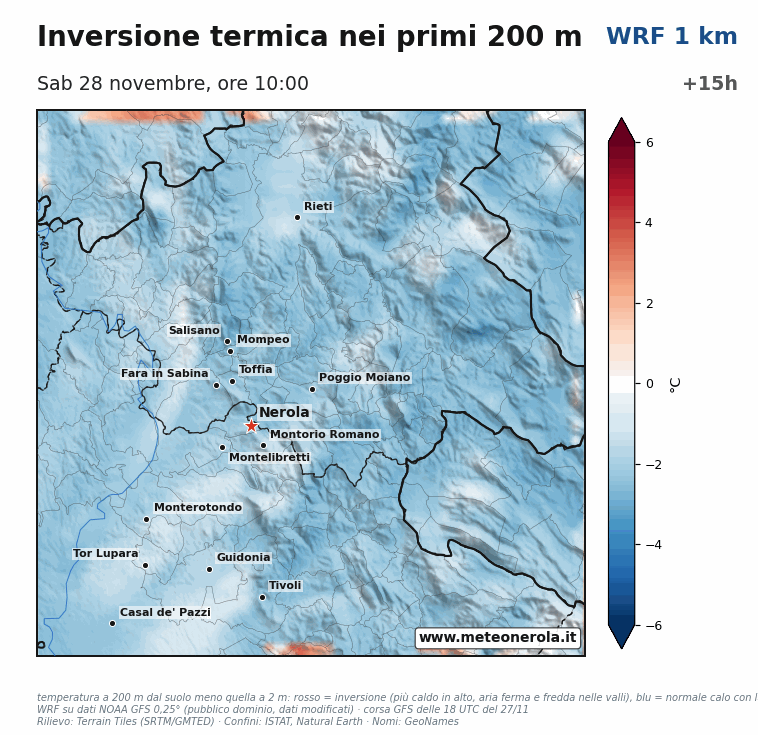 Inversione termica nei primi 200 m WRF 1 km
Sab 28 novembre, ore 10:00 +15h
Rieti
Salisano
Mompeo
Toffia
Fara in Sabina
Poggio Moiano
Nerola
Montorio Romano
Montelibretti
Monterotondo
Tor Lupara
Guidonia
Tivoli
Casal de' Pazzi
www.meteonerola.it
6
4
2
0
−2
−4
−6
°C
temperatura a 200 m dal suolo meno quella a 2 m: rosso = inversione (più caldo in alto, aria ferma e fredda nelle valli), blu = normale calo con l
WRF su dati NOAA GFS 0,25° (pubblico dominio, dati modificati) · corsa GFS delle 18 UTC del 27/11
Rilievo: Terrain Tiles (SRTM/GMTED) · Confini: ISTAT, Natural Earth · Nomi: GeoNames